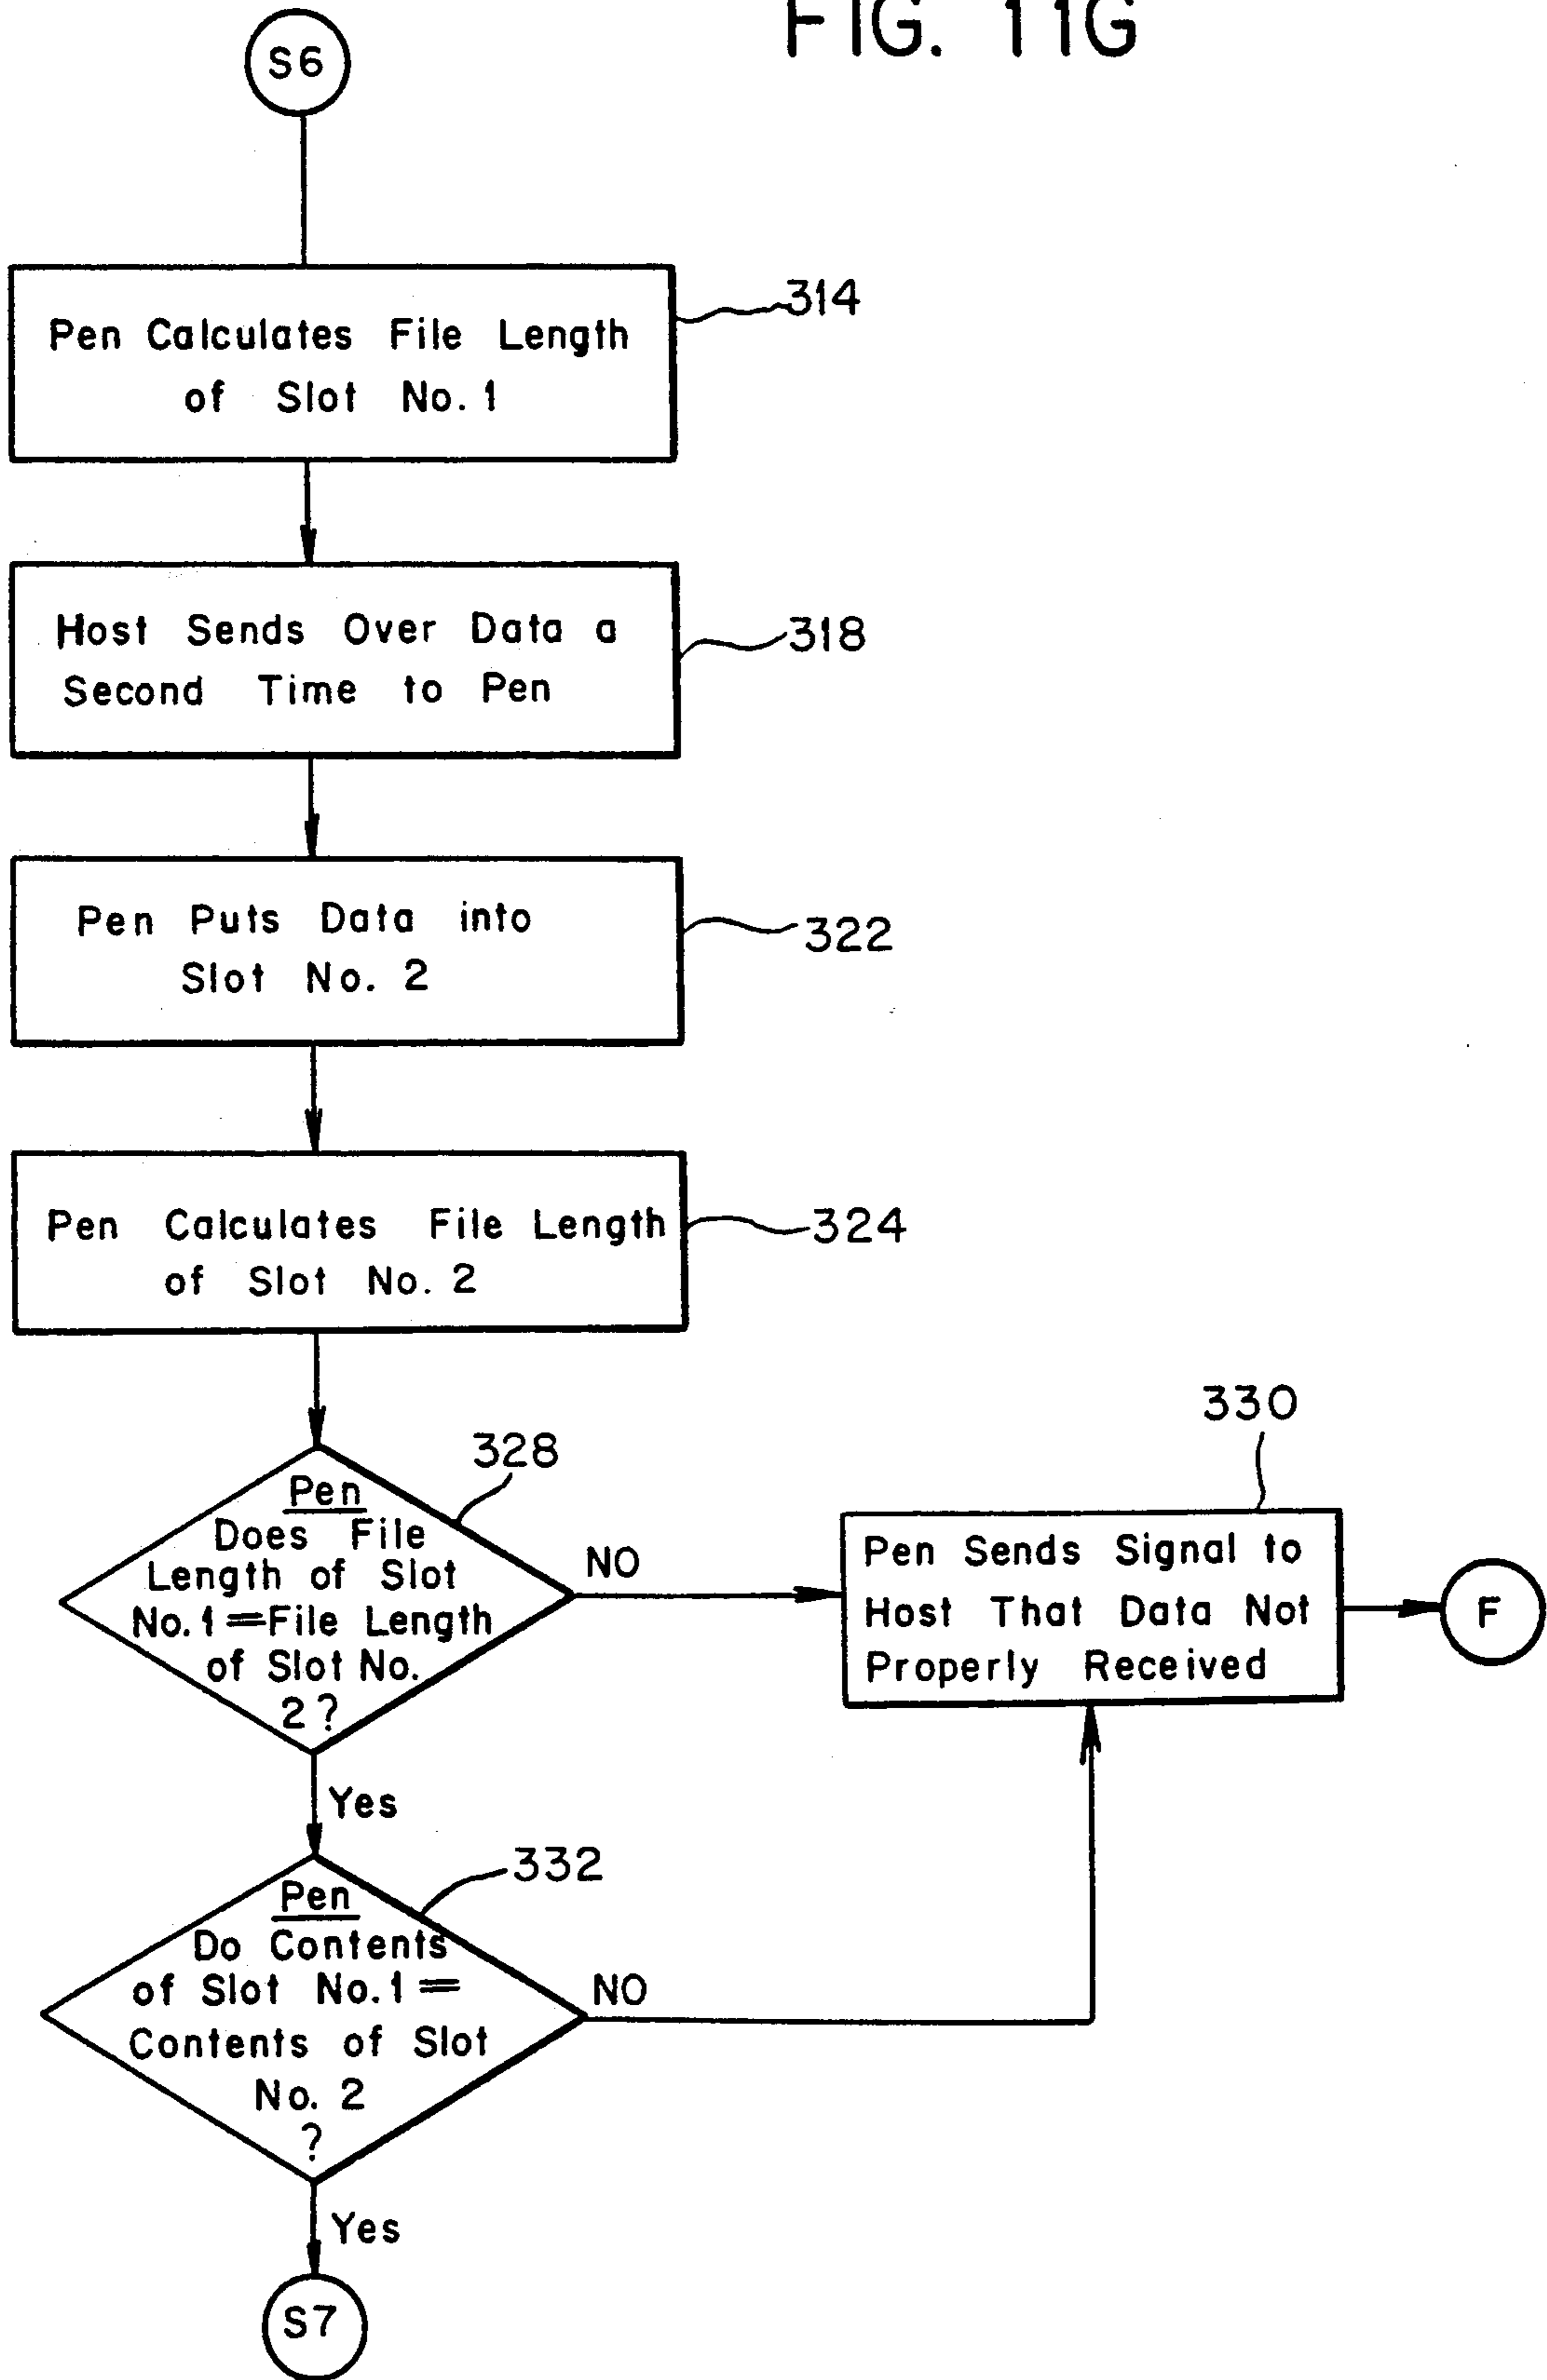 FIG. 11G
S6
Pen Calculates File Length
of Slot No. 1
314
Host Sends Over Data a
Second Time to Pen
318
Pen Puts Data into
Slot No. 2
322
Pen Calculates File Length
of Slot No. 2
324
328
Pen
Does File
Length of Slot
No. 1 = File Length
of Slot No.
2?
NO
330
Pen Sends Signal to
Host That Data Not
Properly Received
F
Yes
332
Pen
Do Contents
of Slot No. 1 =
Contents of Slot
No. 2
?
NO
Yes
S7